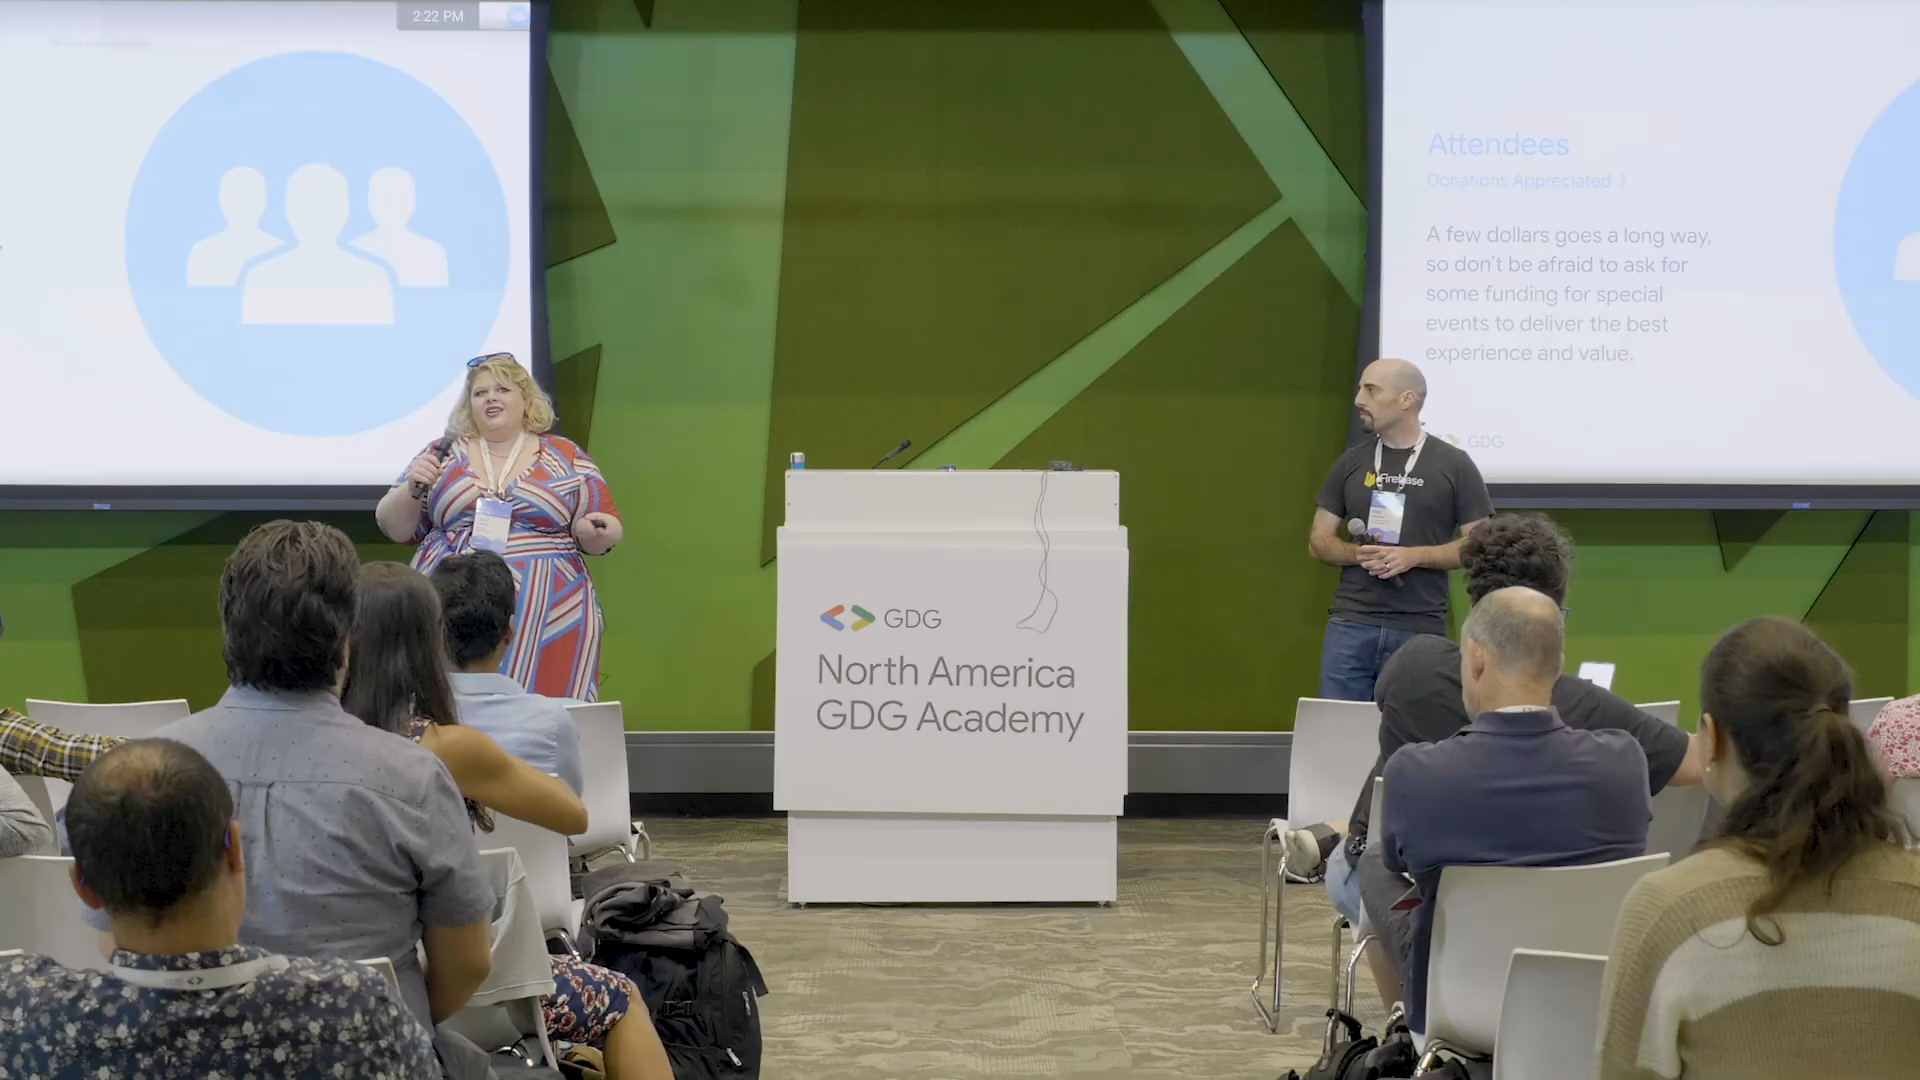 2:22 PM
Attendees
Donations Appreciated :)
A few dollars goes a long way,
so don't be afraid to ask for
some funding for special
events to deliver the best
experience and value.
GDG
Firebase
GDG
North America
GDG Academy